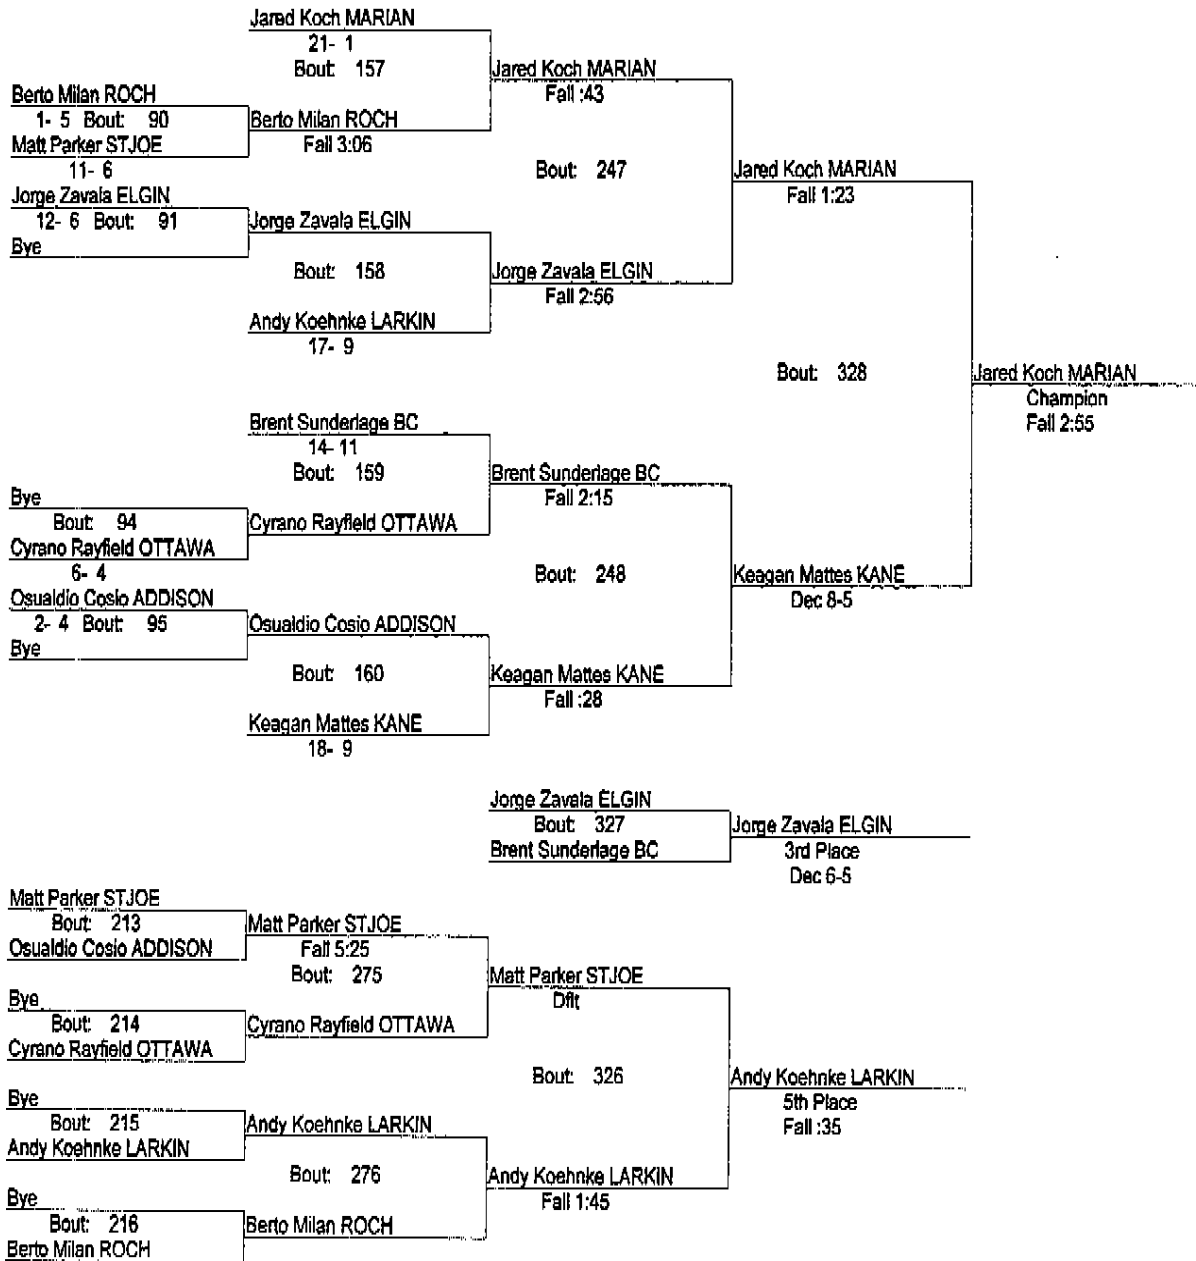 Jared Koch MARIAN
21- 1
Bout: 157
Jared Koch MARIAN
Fall :43
Berto Milan ROCH
1- 5 Bout: 90
Berto Milan ROCH
Fall 3:06
Matt Parker STJOE
11- 6
Bout: 247
Jared Koch MARIAN
Fall 1:23
Jorge Zavala ELGIN
12- 6 Bout: 91
Jorge Zavala ELGIN
Bye
Bout: 158
Jorge Zavala ELGIN
Fall 2:56
Andy Koehnke LARKIN
17- 9
Bout: 328
Jared Koch MARIAN
Champion
Fall 2:55
Brent Sunderlage BC
14- 11
Bout: 159
Brent Sunderlage BC
Fall 2:15
Bye
Bout: 94
Cyrano Rayfield OTTAWA
Cyrano Rayfield OTTAWA
6- 4
Bout: 248
Keagan Mattes KANE
Dec 8-5
Osualdio Cosio ADDISON
2- 4 Bout: 95
Osualdio Cosio ADDISON
Bye
Bout: 160
Keagan Mattes KANE
Fall :28
Keagan Mattes KANE
18- 9
Jorge Zavala ELGIN
Bout: 327
Jorge Zavala ELGIN
Brent Sunderlage BC
3rd Place
Dec 6-5
Matt Parker STJOE
Bout: 213
Matt Parker STJOE
Osualdio Cosio ADDISON
Fall 5:25
Bout: 275
Matt Parker STJOE
Dflt
Bye
Bout: 214
Cyrano Rayfield OTTAWA
Cyrano Rayfield OTTAWA
Bout: 326
Andy Koehnke LARKIN
5th Place
Fall :35
Bye
Bout: 215
Andy Koehnke LARKIN
Andy Koehnke LARKIN
Bout: 276
Andy Koehnke LARKIN
Fall 1:45
Bye
Bout: 216
Berto Milan ROCH
Berto Milan ROCH